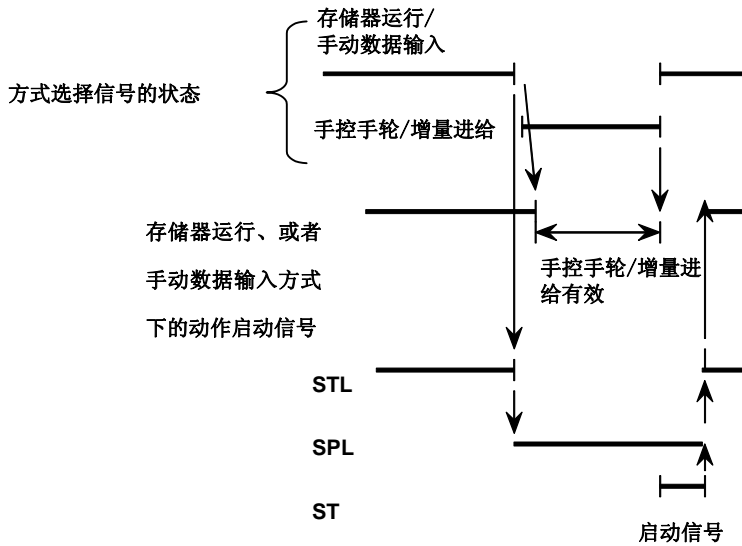 存储器运行/
手动数据输入
方式选择信号的状态
手控手轮/增量进给
存储器运行、或者
手动数据输入方式
下的动作启动信号
手控手轮/增量进
给有效
STL
SPL
ST
启动信号